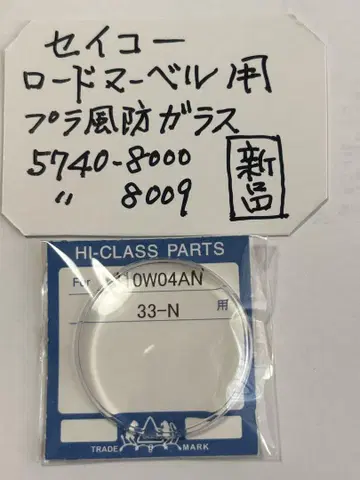 セイコー
ロードマーベル用
プラ風防ガラス
5740-8000
〃 8009
新品
HI-CLASS PARTS
For 310W04AN
33-N 用
TRADE MARK